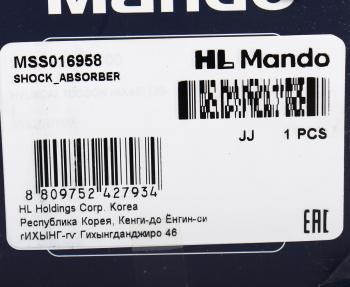 Mando
MSS016958
SHOCK_ABSORBER
HL Mando
JJ 1 PCS
8 809752 427934
HL Holdings Corp. Korea
Республика Корея, Кенги-до Енгин-си
гИХЫНГ-гу Гихынгданджиро 46
EAC